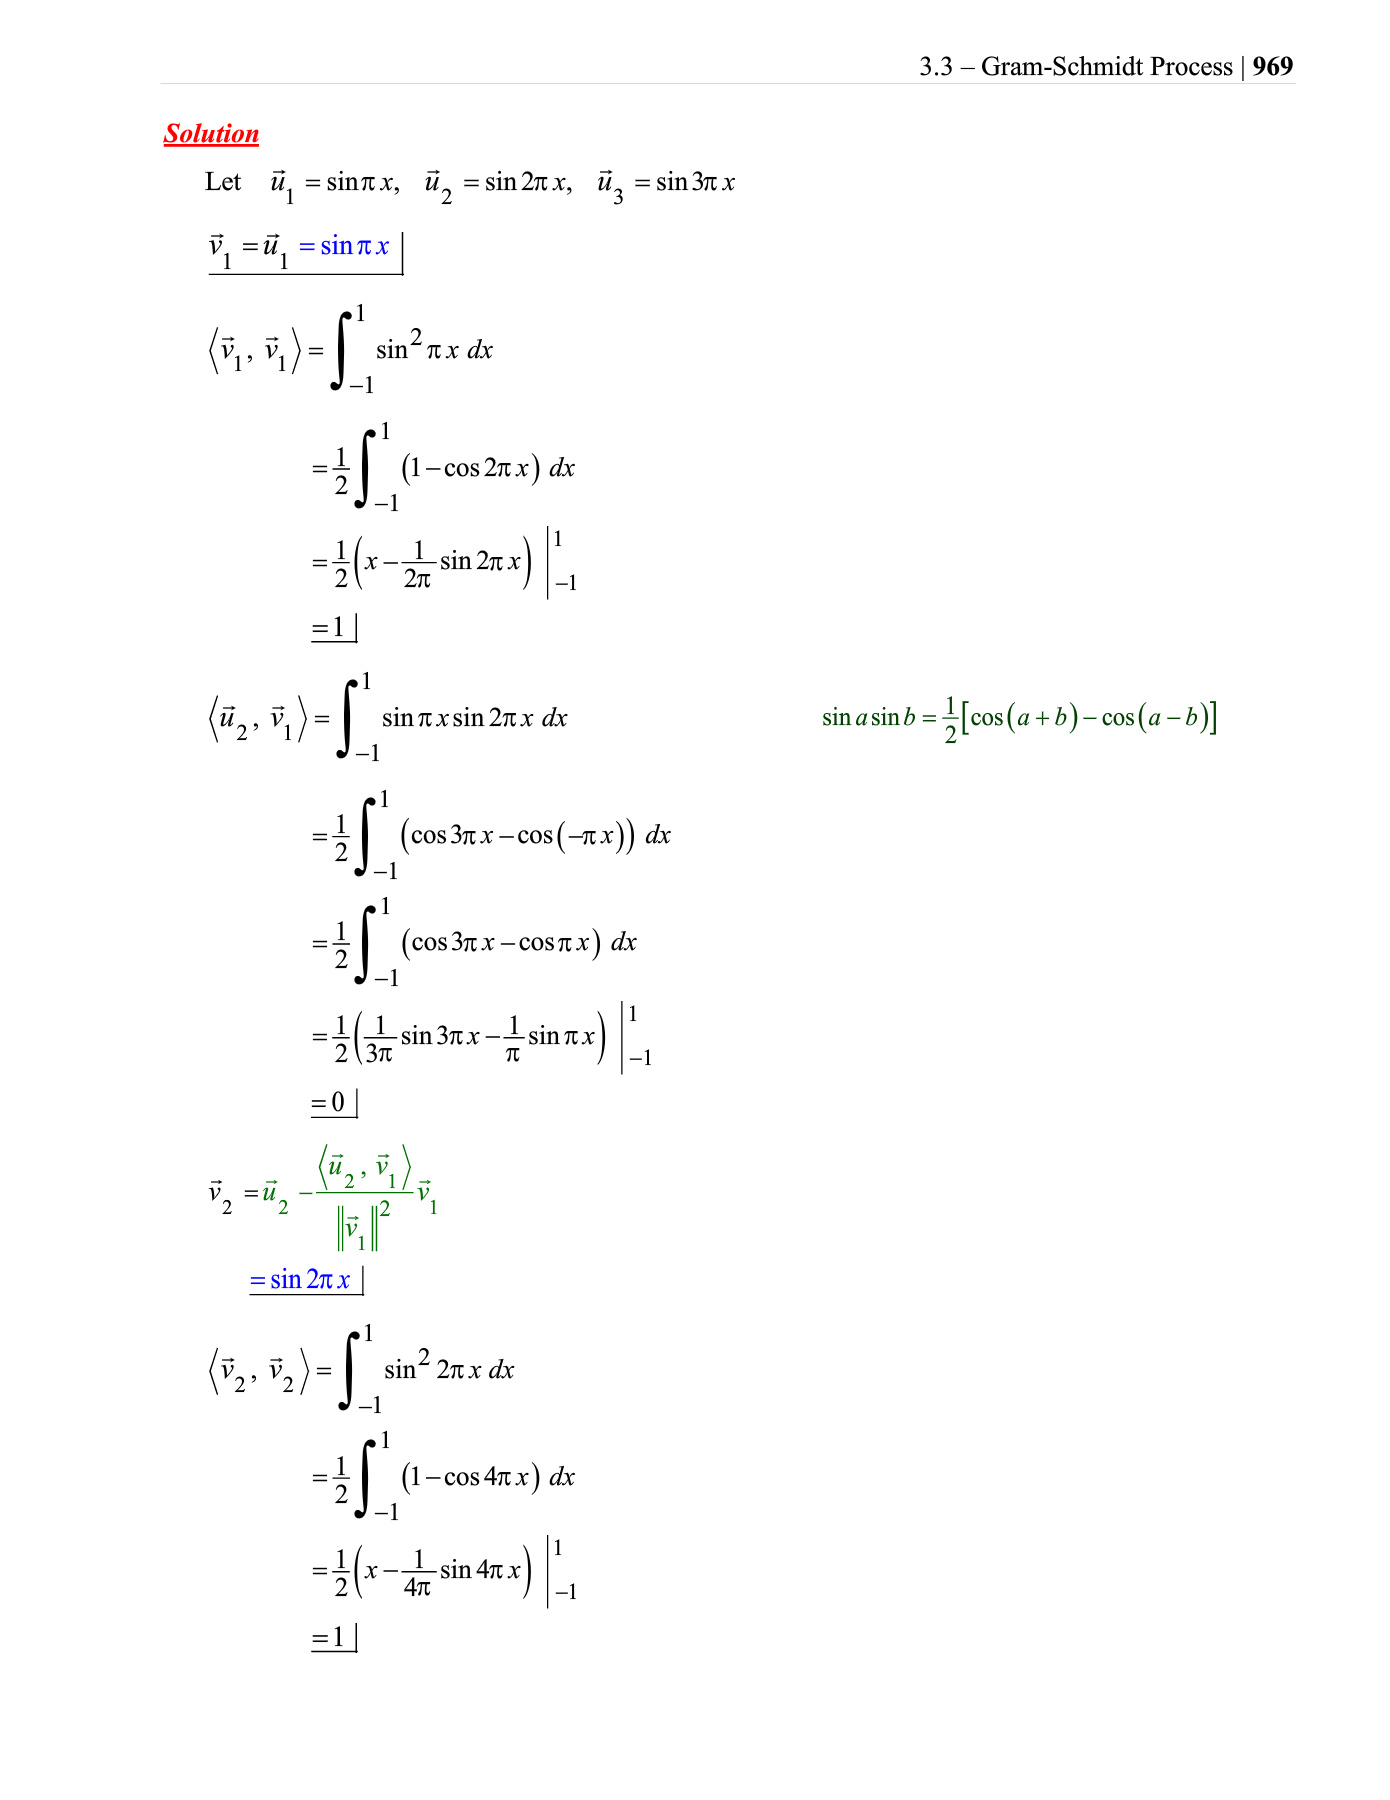 3.3 – Gram-Schmidt Process | 969
Solution
Let $\vec{u}_1 = \sin \pi x, \quad \vec{u}_2 = \sin 2\pi x, \quad \vec{u}_3 = \sin 3\pi x$
$\vec{v}_1 = \vec{u}_1 = \sin \pi x$
$\langle \vec{v}_1, \vec{v}_1 \rangle = \int_{-1}^{1} \sin^2 \pi x \, dx$
$= \frac{1}{2} \int_{-1}^{1} (1 - \cos 2\pi x) \, dx$
$= \frac{1}{2} \left( x - \frac{1}{2\pi} \sin 2\pi x \right) \Big|_{-1}^{1}$
$= 1$
$\langle \vec{u}_2, \vec{v}_1 \rangle = \int_{-1}^{1} \sin \pi x \sin 2\pi x \, dx \qquad \sin a \sin b = \frac{1}{2} [\cos(a+b) - \cos(a-b)]$
$= \frac{1}{2} \int_{-1}^{1} (\cos 3\pi x - \cos(-\pi x)) \, dx$
$= \frac{1}{2} \int_{-1}^{1} (\cos 3\pi x - \cos \pi x) \, dx$
$= \frac{1}{2} \left( \frac{1}{3\pi} \sin 3\pi x - \frac{1}{\pi} \sin \pi x \right) \Big|_{-1}^{1}$
$= 0$
$\vec{v}_2 = \vec{u}_2 - \frac{\langle \vec{u}_2, \vec{v}_1 \rangle}{\|\vec{v}_1\|^2} \vec{v}_1$
$= \sin 2\pi x$
$\langle \vec{v}_2, \vec{v}_2 \rangle = \int_{-1}^{1} \sin^2 2\pi x \, dx$
$= \frac{1}{2} \int_{-1}^{1} (1 - \cos 4\pi x) \, dx$
$= \frac{1}{2} \left( x - \frac{1}{4\pi} \sin 4\pi x \right) \Big|_{-1}^{1}$
$= 1$